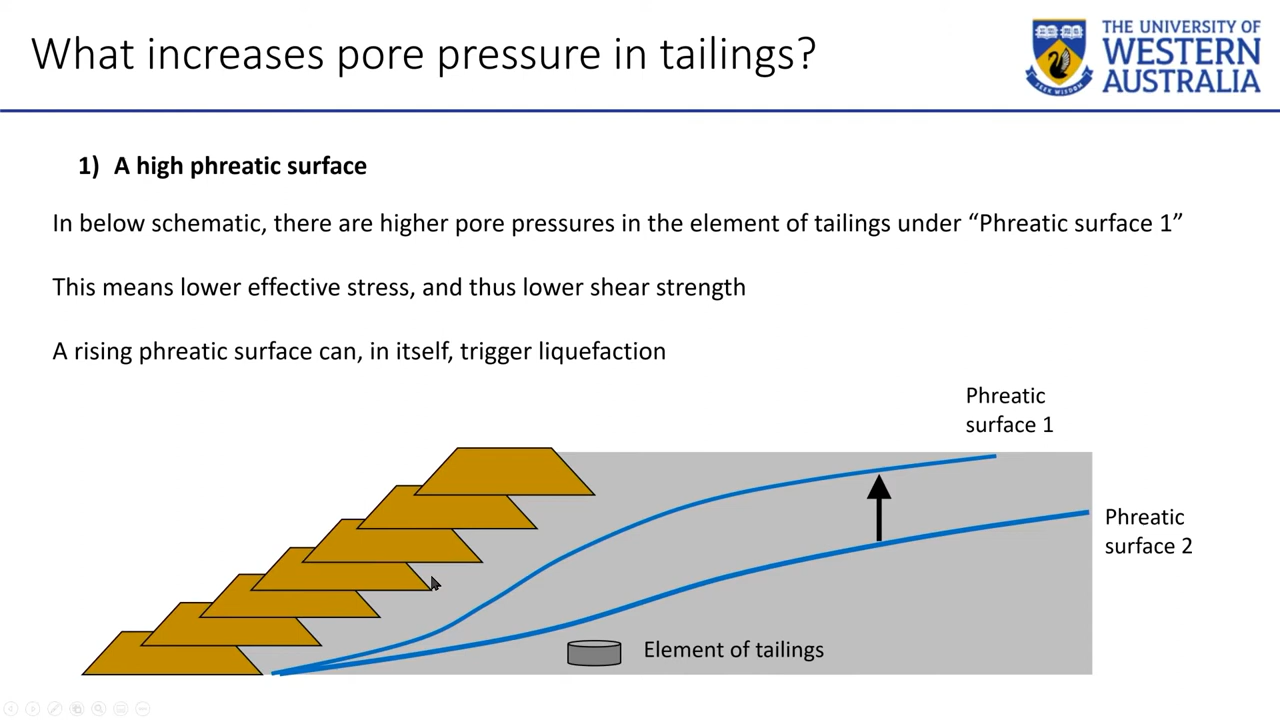 What increases pore pressure in tailings?
THE UNIVERSITY OF
WESTERN
AUSTRALIA
SEEK WISDOM
1) A high phreatic surface
In below schematic, there are higher pore pressures in the element of tailings under “Phreatic surface 1”
This means lower effective stress, and thus lower shear strength
A rising phreatic surface can, in itself, trigger liquefaction
Phreatic
surface 1
Phreatic
surface 2
Element of tailings